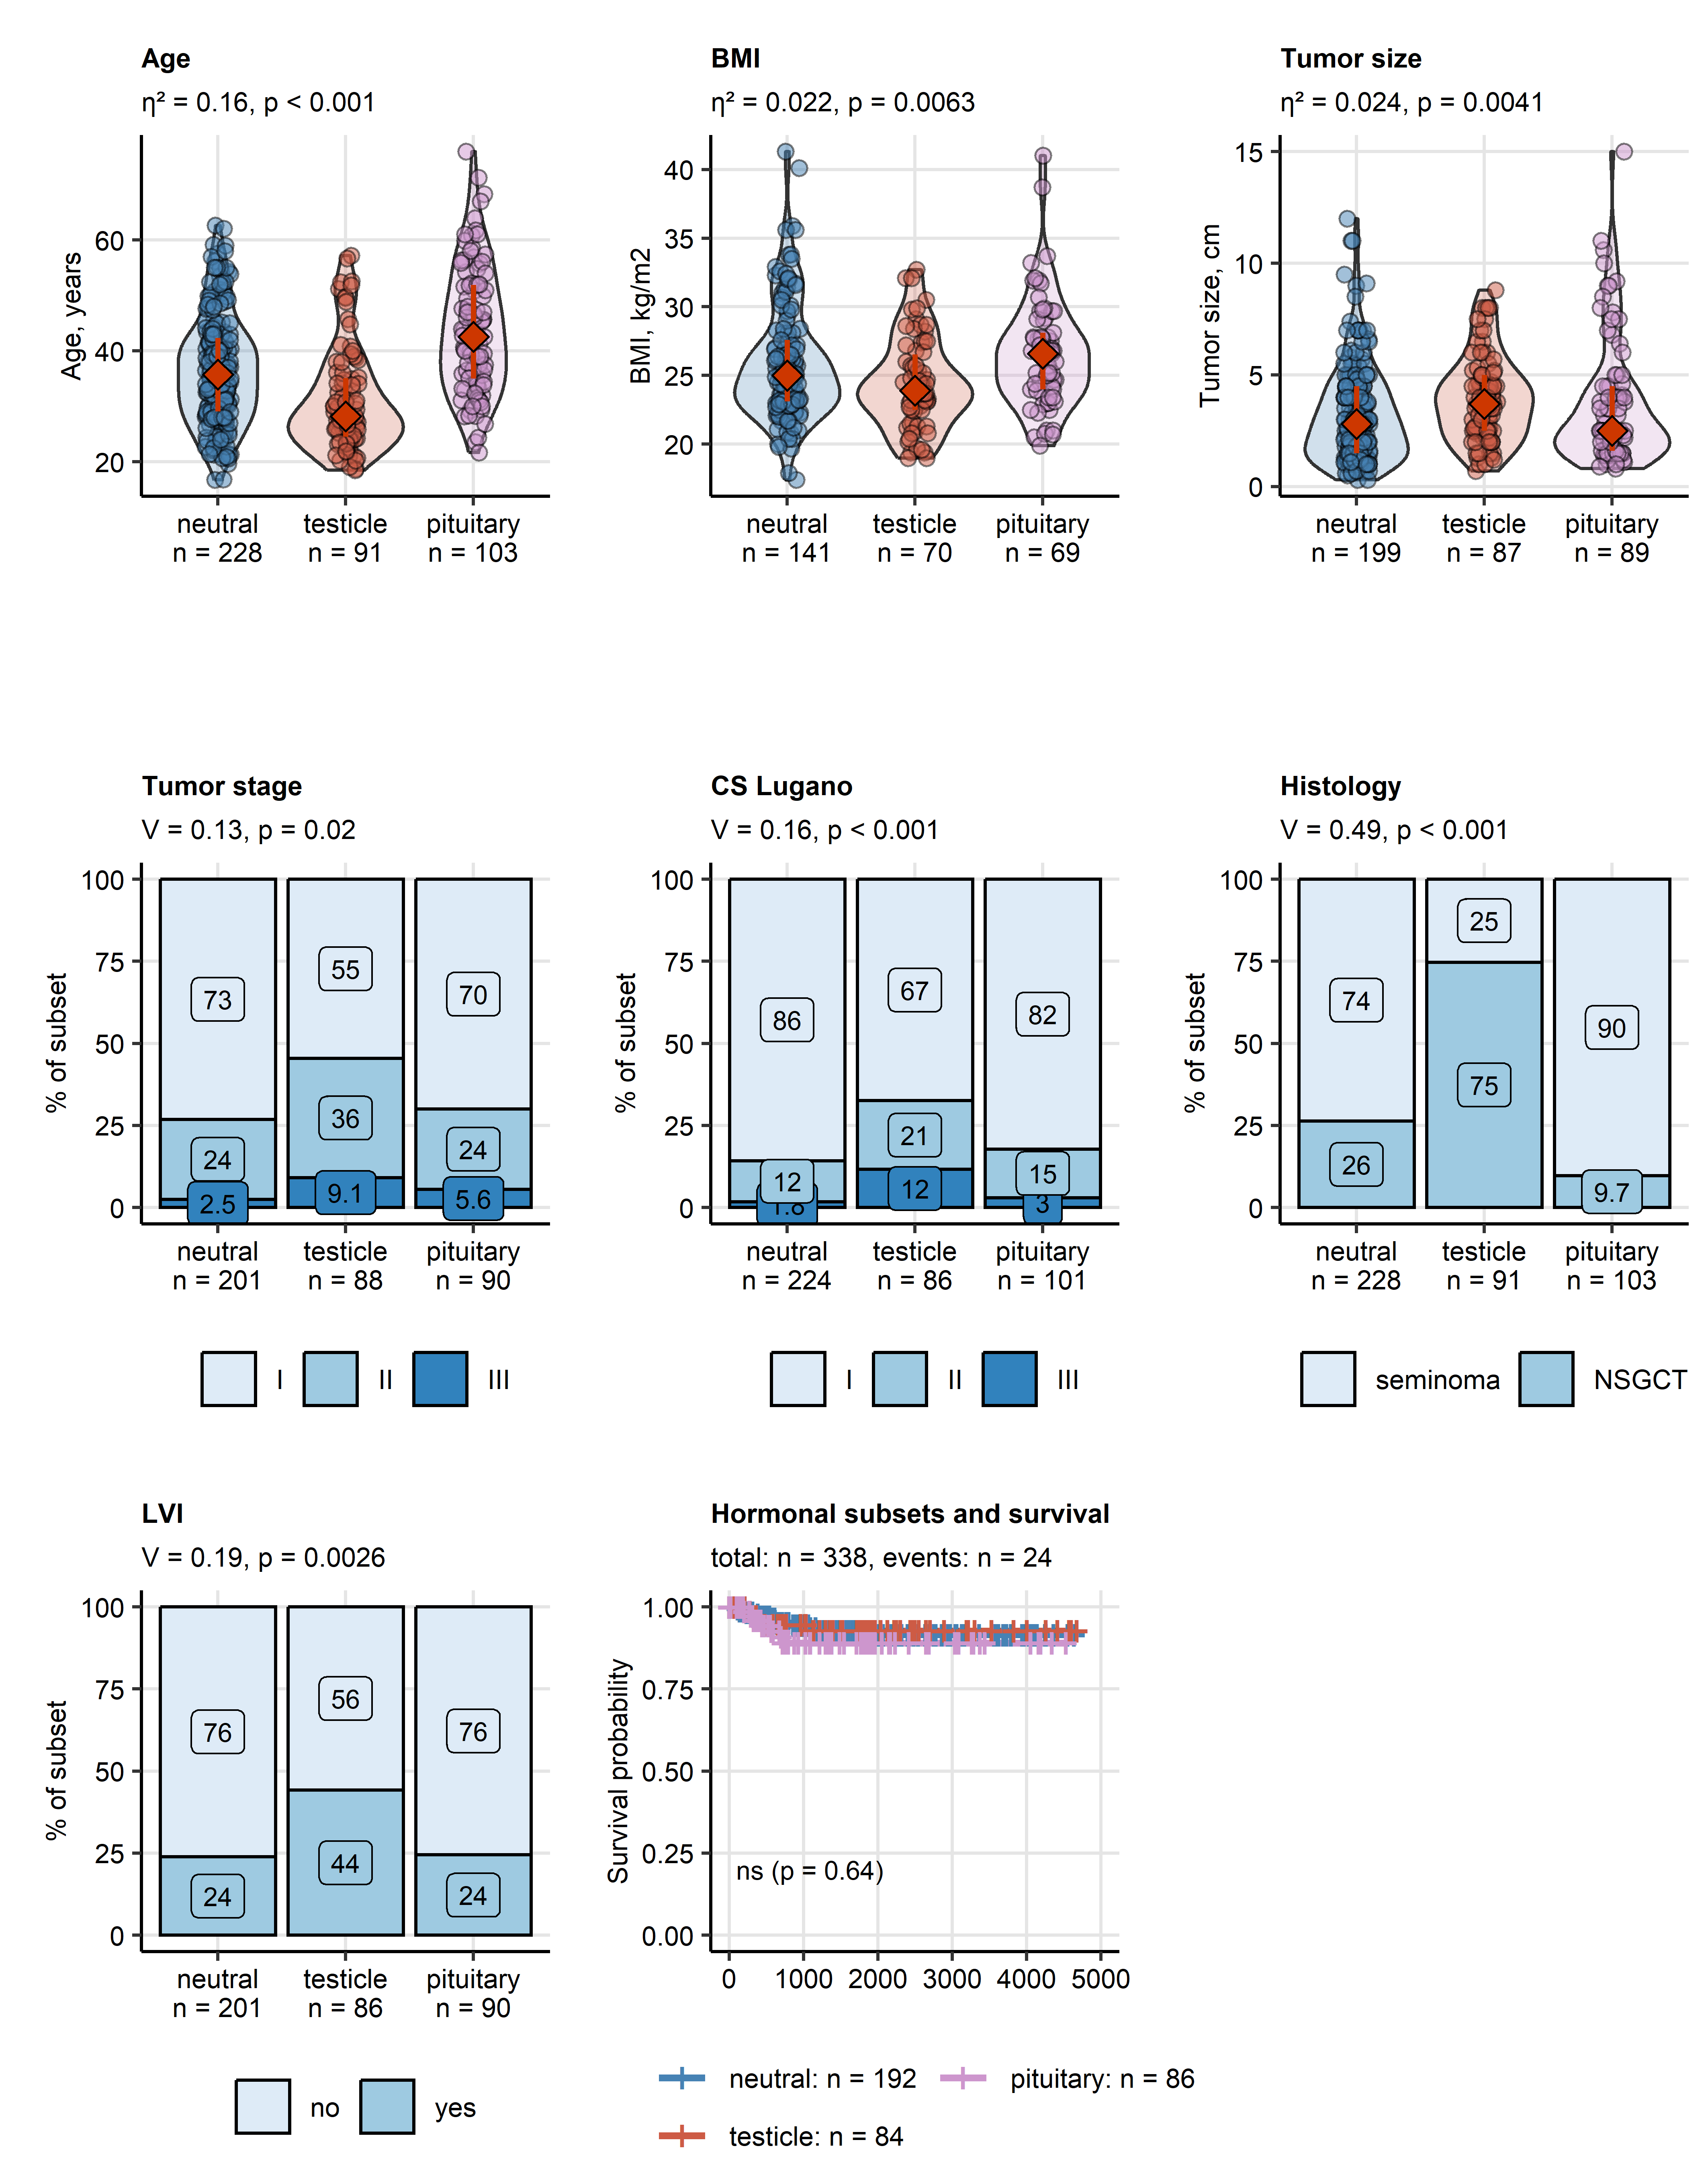 Age
η² = 0.16, p < 0.001
Age, years
60
40
20
neutral
n = 228
testicle
n = 91
pituitary
n = 103
BMI
η² = 0.022, p = 0.0063
BMI, kg/m2
40
35
30
25
20
neutral
n = 141
testicle
n = 70
pituitary
n = 69
Tumor size
η² = 0.024, p = 0.0041
Tumor size, cm
15
10
5
0
neutral
n = 199
testicle
n = 87
pituitary
n = 89
Tumor stage
V = 0.13, p = 0.02
% of subset
100
75
50
25
0
73
24
2.5
55
36
9.1
70
24
5.6
neutral
n = 201
testicle
n = 88
pituitary
n = 90
I
II
III
CS Lugano
V = 0.16, p < 0.001
% of subset
100
75
50
25
0
86
12
1.8
67
21
12
82
15
3
neutral
n = 224
testicle
n = 86
pituitary
n = 101
I
II
III
Histology
V = 0.49, p < 0.001
% of subset
100
75
50
25
0
74
26
25
75
90
9.7
neutral
n = 228
testicle
n = 91
pituitary
n = 103
seminoma
NSGCT
LVI
V = 0.19, p = 0.0026
% of subset
100
75
50
25
0
76
24
56
44
76
24
neutral
n = 201
testicle
n = 86
pituitary
n = 90
no
yes
Hormonal subsets and survival
total: n = 338, events: n = 24
Survival probability
1.00
0.75
0.50
0.25
0.00
ns (p = 0.64)
0
1000
2000
3000
4000
5000
neutral: n = 192
pituitary: n = 86
testicle: n = 84